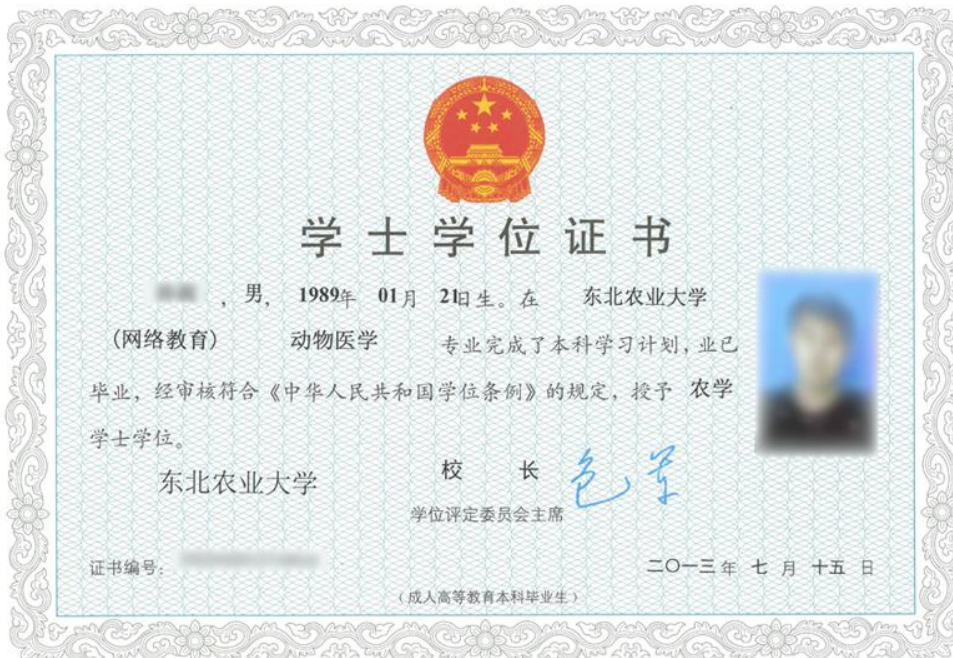 学士学位证书
，男，1989年 01月 21日生。在 东北农业大学
（网络教育） 动物医学 专业完成了本科学习计划，业已
毕业，经审核符合《中华人民共和国学位条例》的规定，授予 农学
学士学位。
东北农业大学
校 长
学位评定委员会主席
证书编号：
二〇一三年 七 月 十五 日
（成人高等教育本科毕业生）